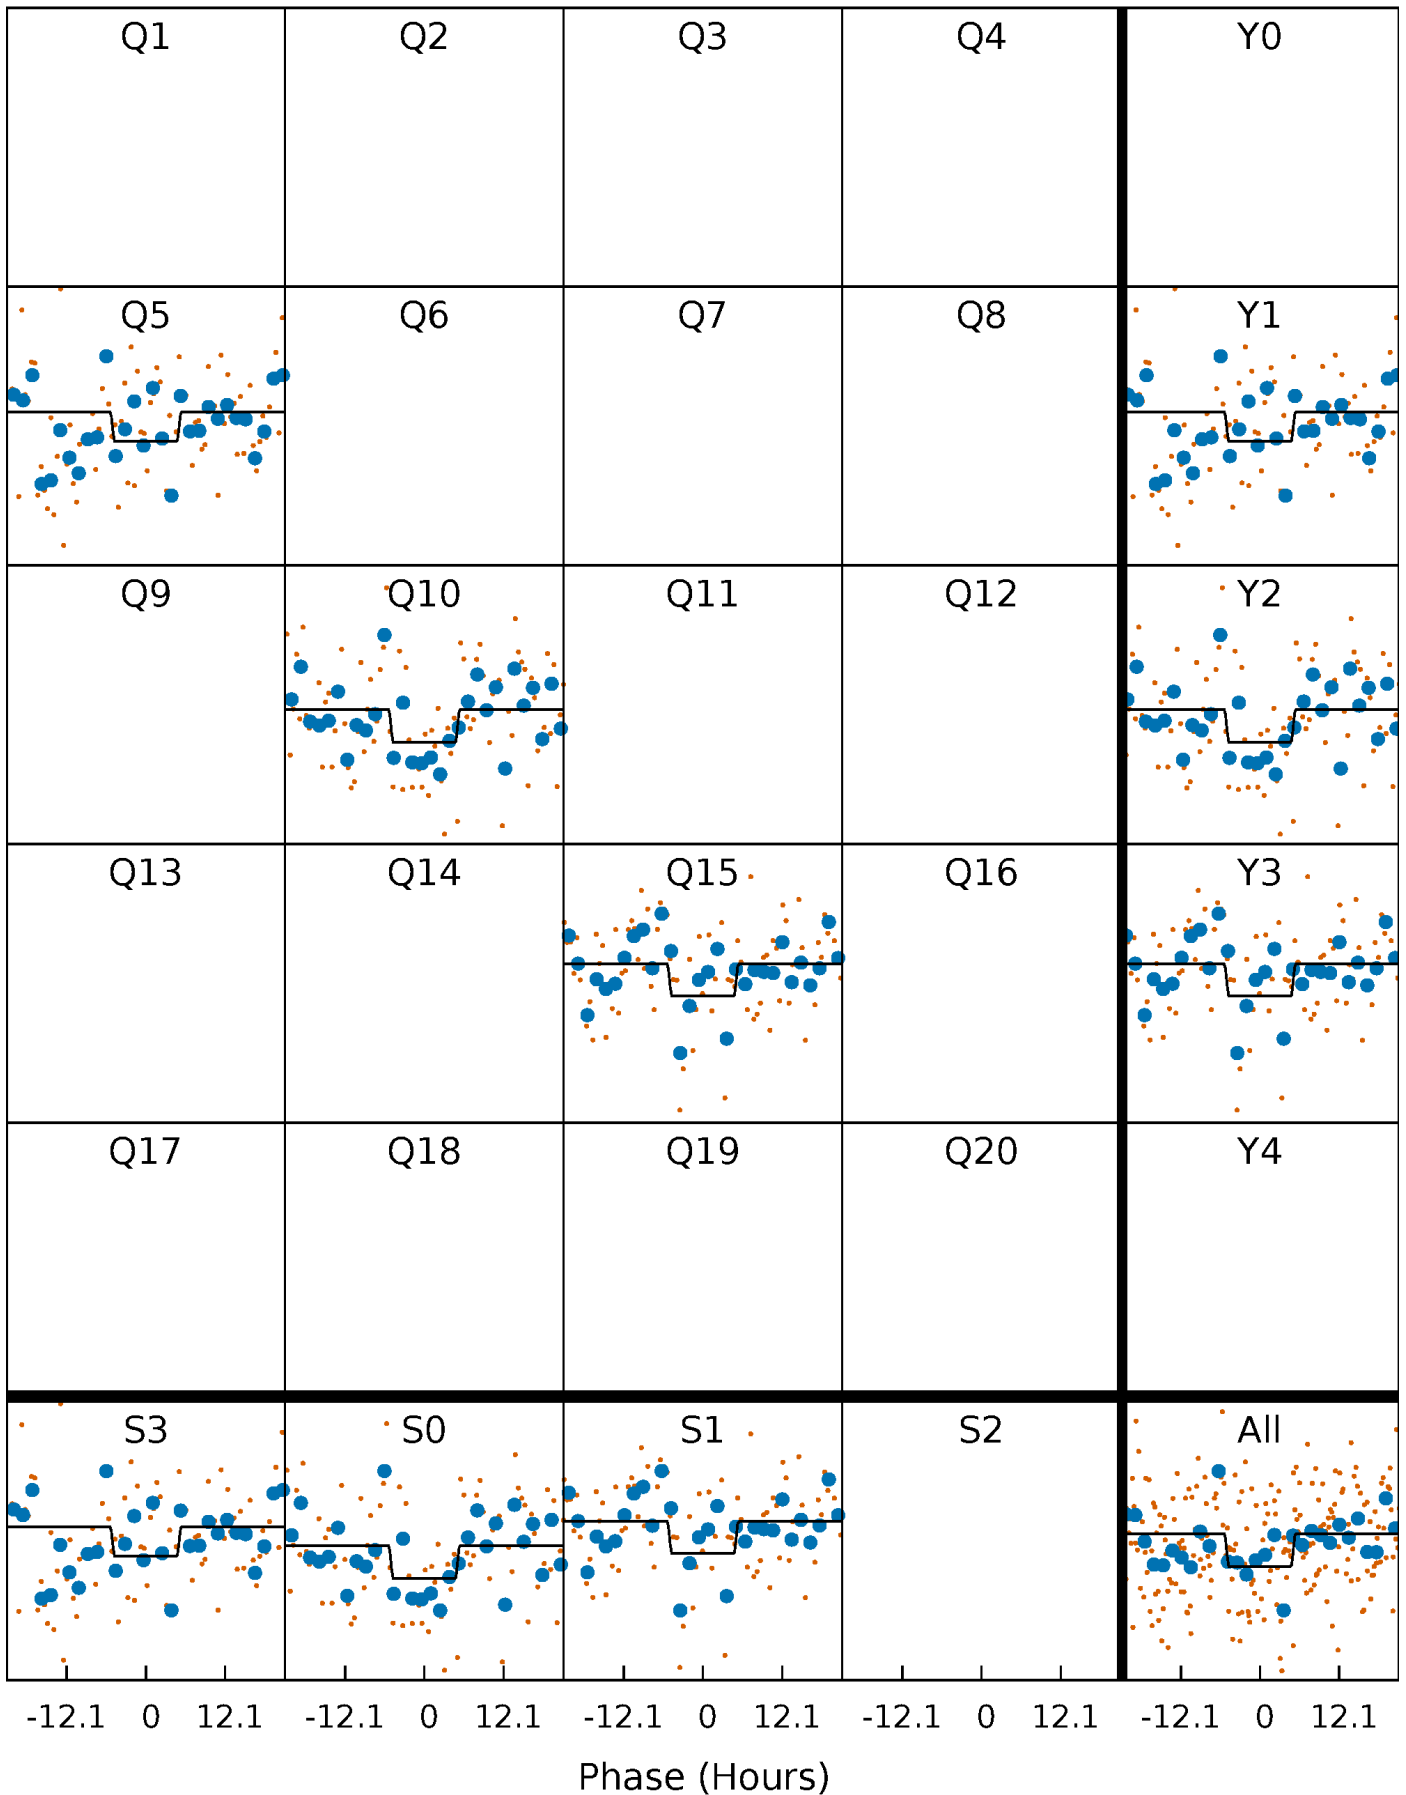 Q1 Q2 Q3 Q4 Y0
Q5 Q6 Q7 Q8 Y1
Q9 Q10 Q11 Q12 Y2
Q13 Q14 Q15 Q16 Y3
Q17 Q18 Q19 Q20 Y4
S3 S0 S1 S2 All
-12.1 0 12.1 -12.1 0 12.1 -12.1 0 12.1 -12.1 0 12.1 -12.1 0 12.1
Phase (Hours)